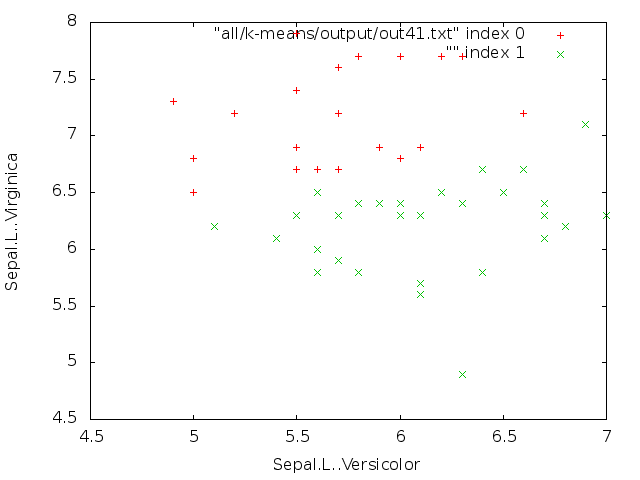 "all/k-means/output/out41.txt" index 0
"" index 1
8
7.5
7
6.5
6
5.5
5
4.5
4.5 5 5.5 6 6.5 7
Sepal.L..Virginica
Sepal.L..Versicolor